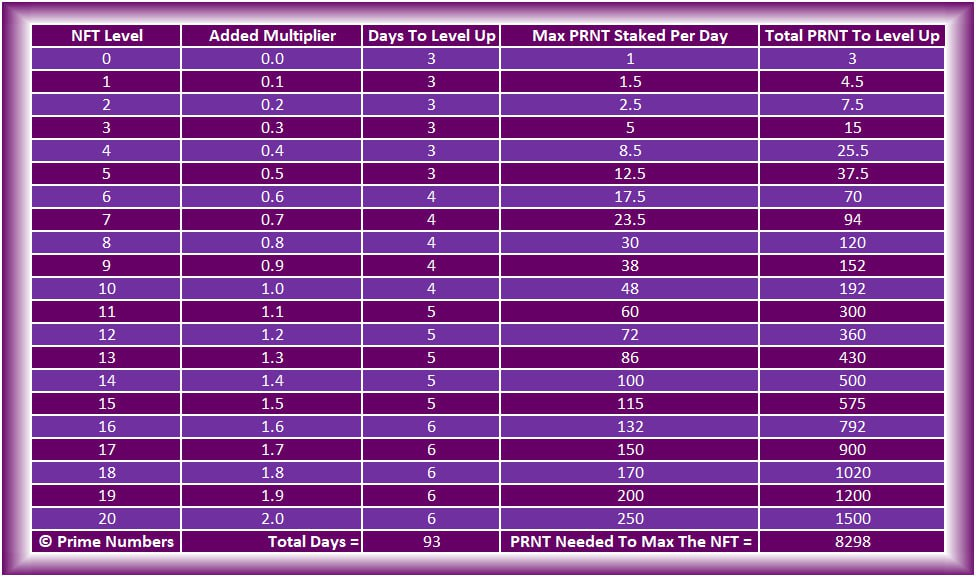 NFT Level Added Multiplier Days To Level Up Max PRNT Staked Per Day Total PRNT To Level Up
0 0.0 3 1 3
1 0.1 3 1.5 4.5
2 0.2 3 2.5 7.5
3 0.3 3 5 15
4 0.4 3 8.5 25.5
5 0.5 3 12.5 37.5
6 0.6 4 17.5 70
7 0.7 4 23.5 94
8 0.8 4 30 120
9 0.9 4 38 152
10 1.0 4 48 192
11 1.1 5 60 300
12 1.2 5 72 360
13 1.3 5 86 430
14 1.4 5 100 500
15 1.5 5 115 575
16 1.6 6 132 792
17 1.7 6 150 900
18 1.8 6 170 1020
19 1.9 6 200 1200
20 2.0 6 250 1500
© Prime Numbers Total Days = 93 PRNT Needed To Max The NFT = 8298